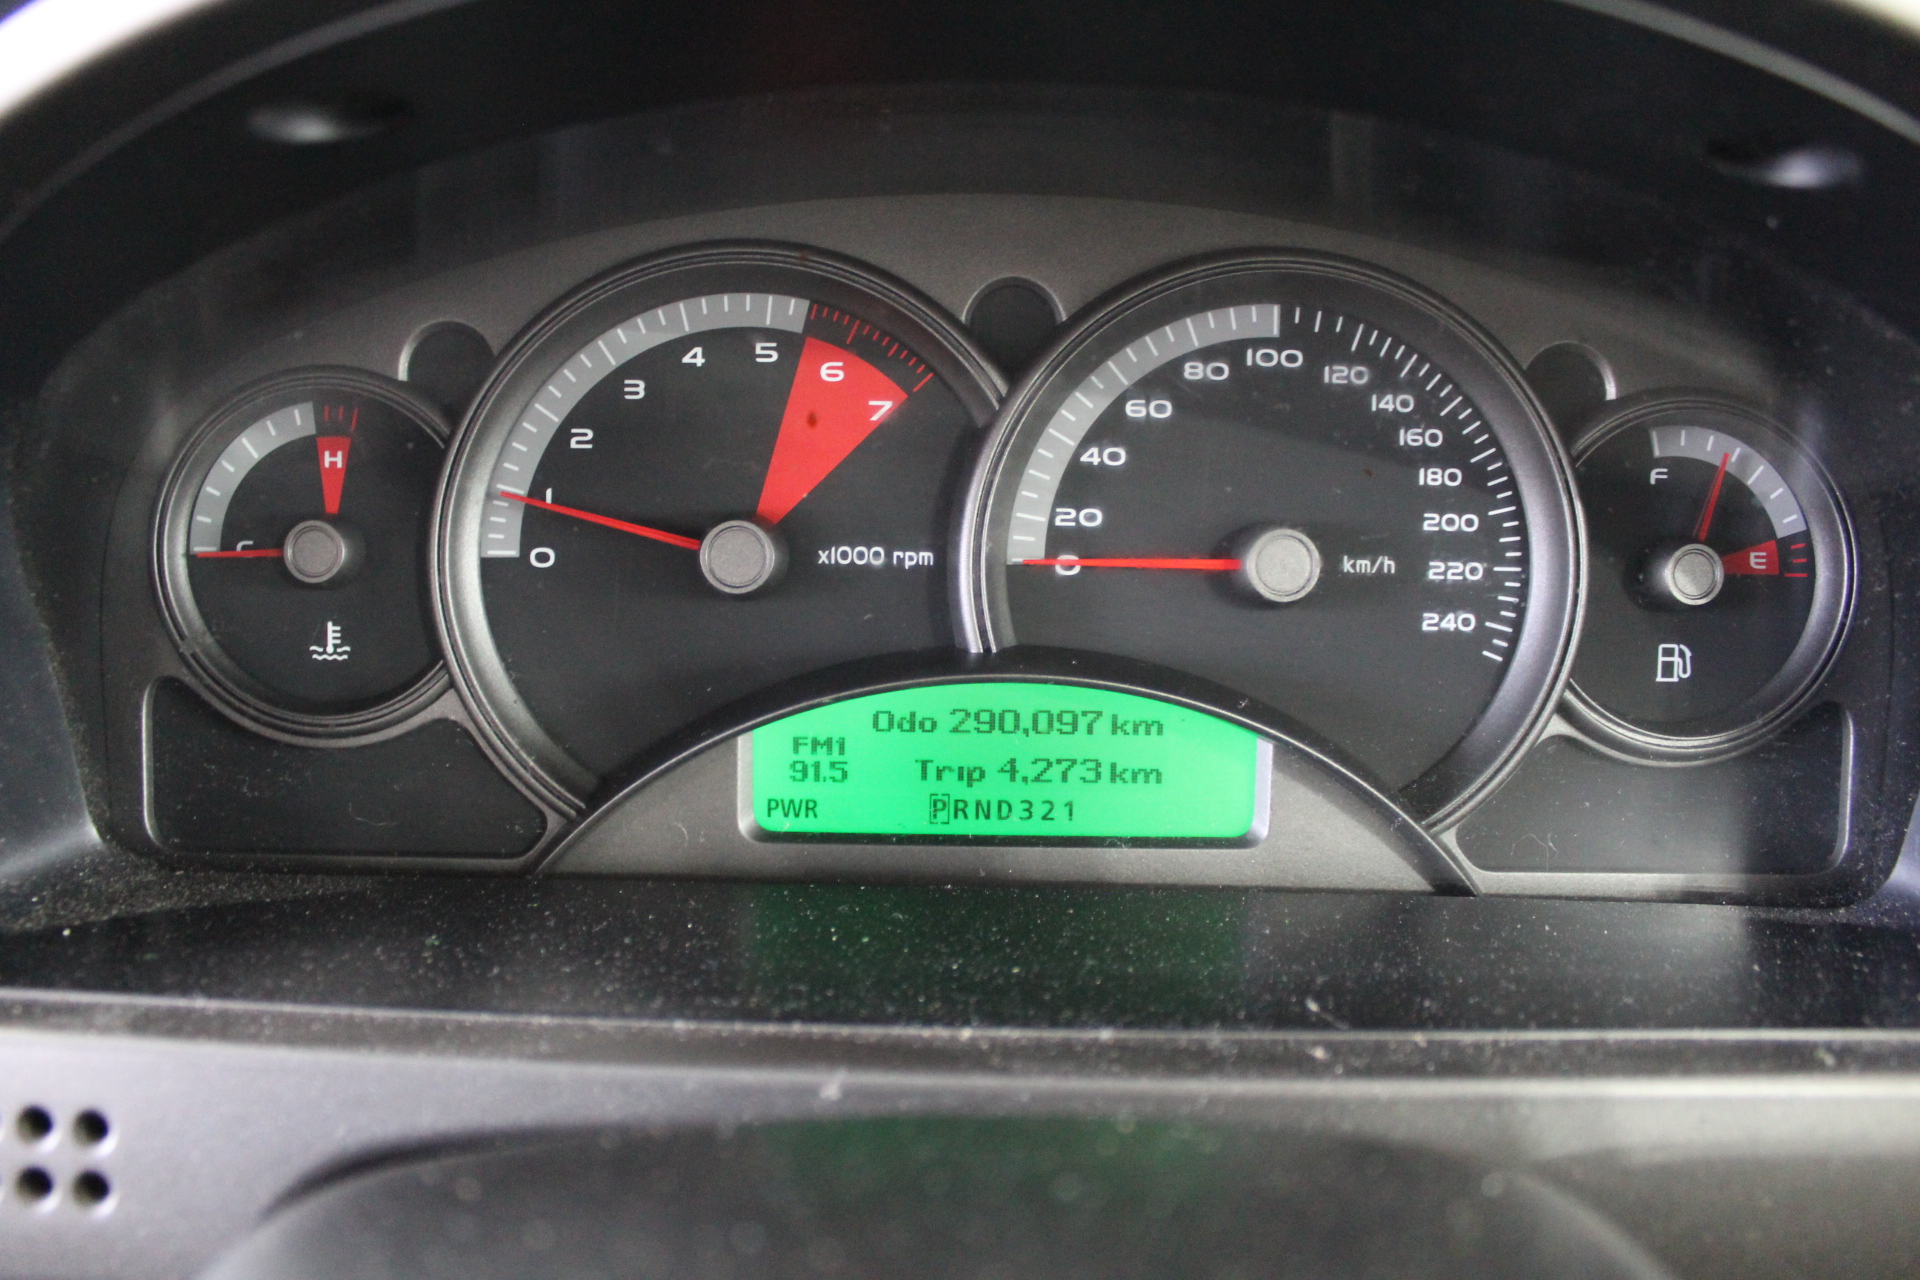 H
C
0
1
2
3
4
5
6
7
x1000 rpm
0
20
40
60
80
100
120
140
160
180
200
220
240
km/h
F
E
Odo 290,097 km
FM1
91.5
Trip 4,273 km
PWR
PRND321